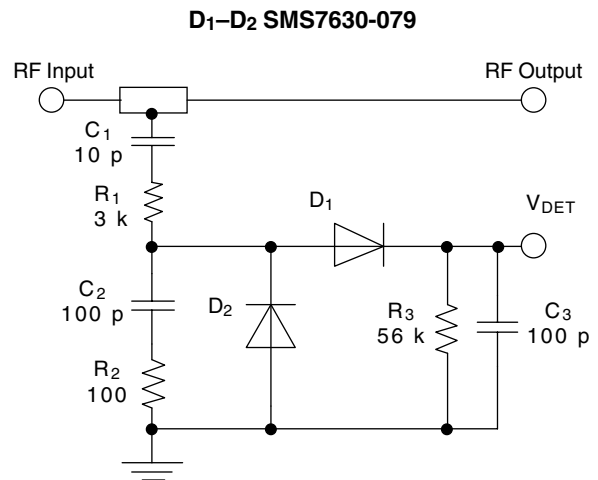 D₁–D₂ SMS7630-079
RF Input
RF Output
C₁
10 p
R₁
3 k
D₁
V_DET
C₂
100 p
D₂
R₃
56 k
C₃
100 p
R₂
100